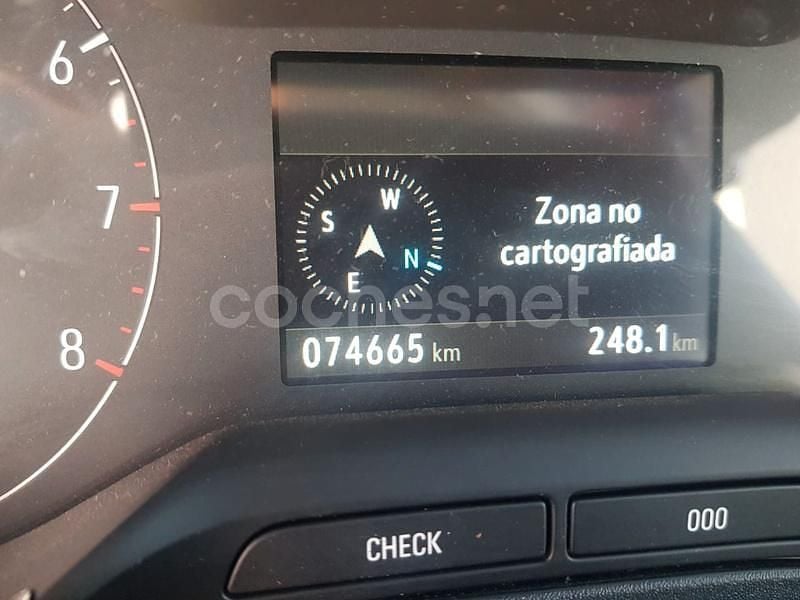 6
7
8
W
S
N
E
Zona no
cartografiada
coches.net
074665 km
248.1 km
CHECK
000